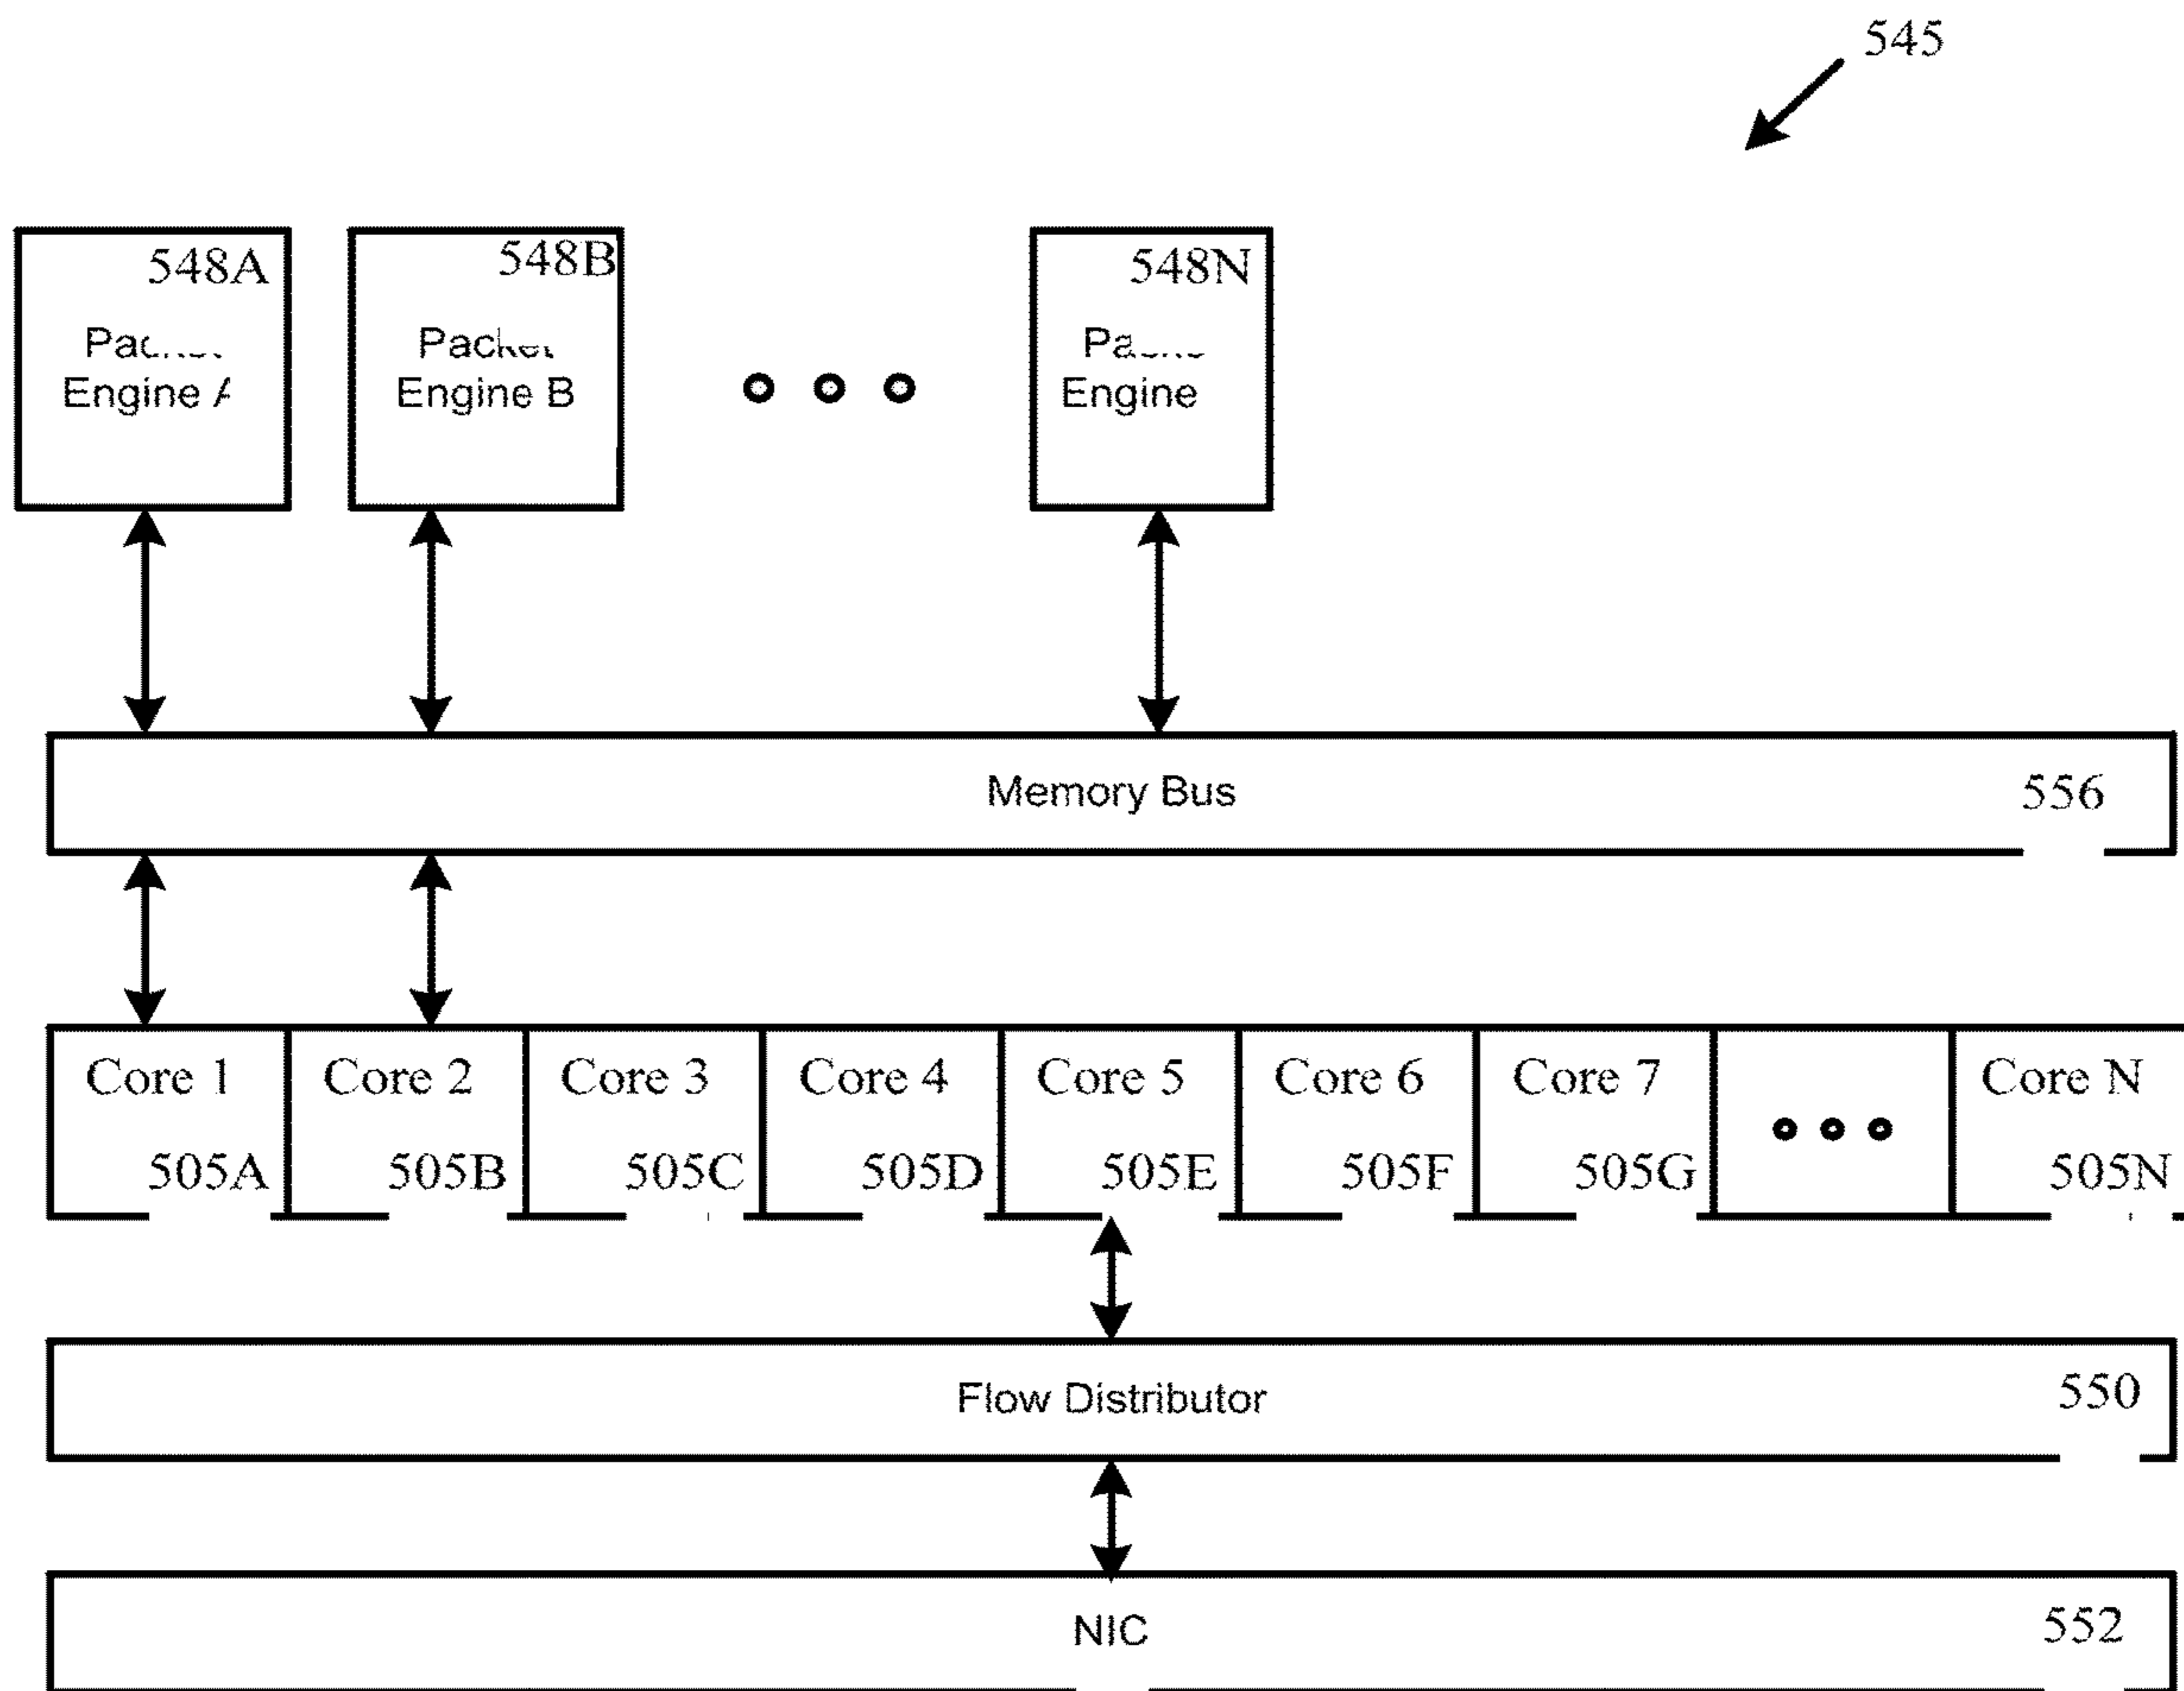 545
548A
548B
548N
Packet
Engine B
Engine
Engine
Memory Bus
556
Core 1
Core 2
Core 3
Core 4
Core 5
Core 6
Core 7
Core N
505A
505B
505C
505D
505E
505F
505G
505N
Flow Distributor
550
NIC
552